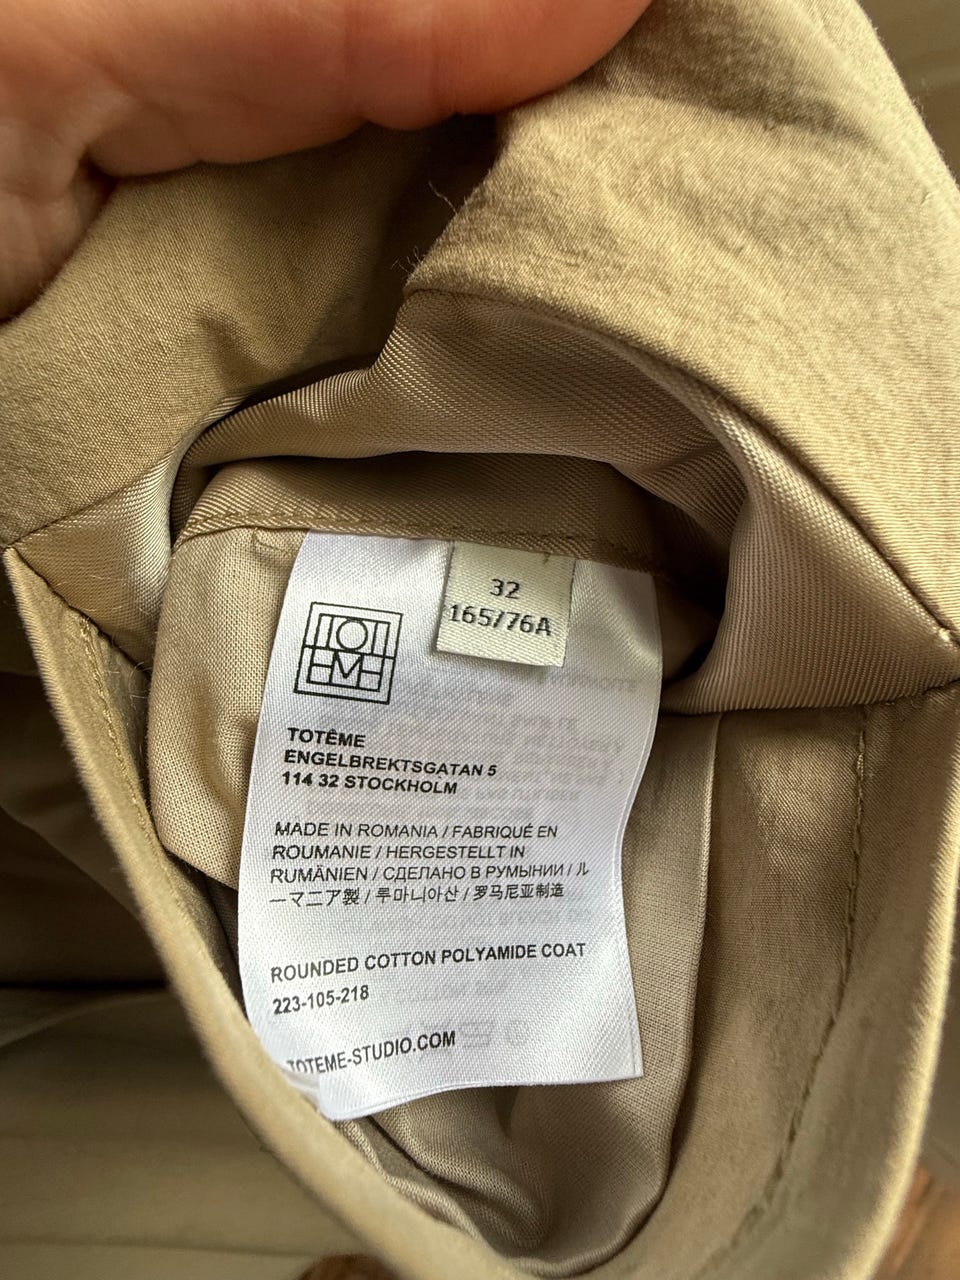 32
165/76A
TOTÊME
TOTÊME
ENGELBREKTSGATAN 5
114 32 STOCKHOLM
MADE IN ROMANIA / FABRIQUÉ EN
ROUMANIE / HERGESTELLT IN
RUMÄNIEN / СДЕЛАНО В РУМЫНИИ / ル
ーマニア製 / 루마니아산 / 罗马尼亚制造
ROUNDED COTTON POLYAMIDE COAT
223-105-218
TOTEME-STUDIO.COM